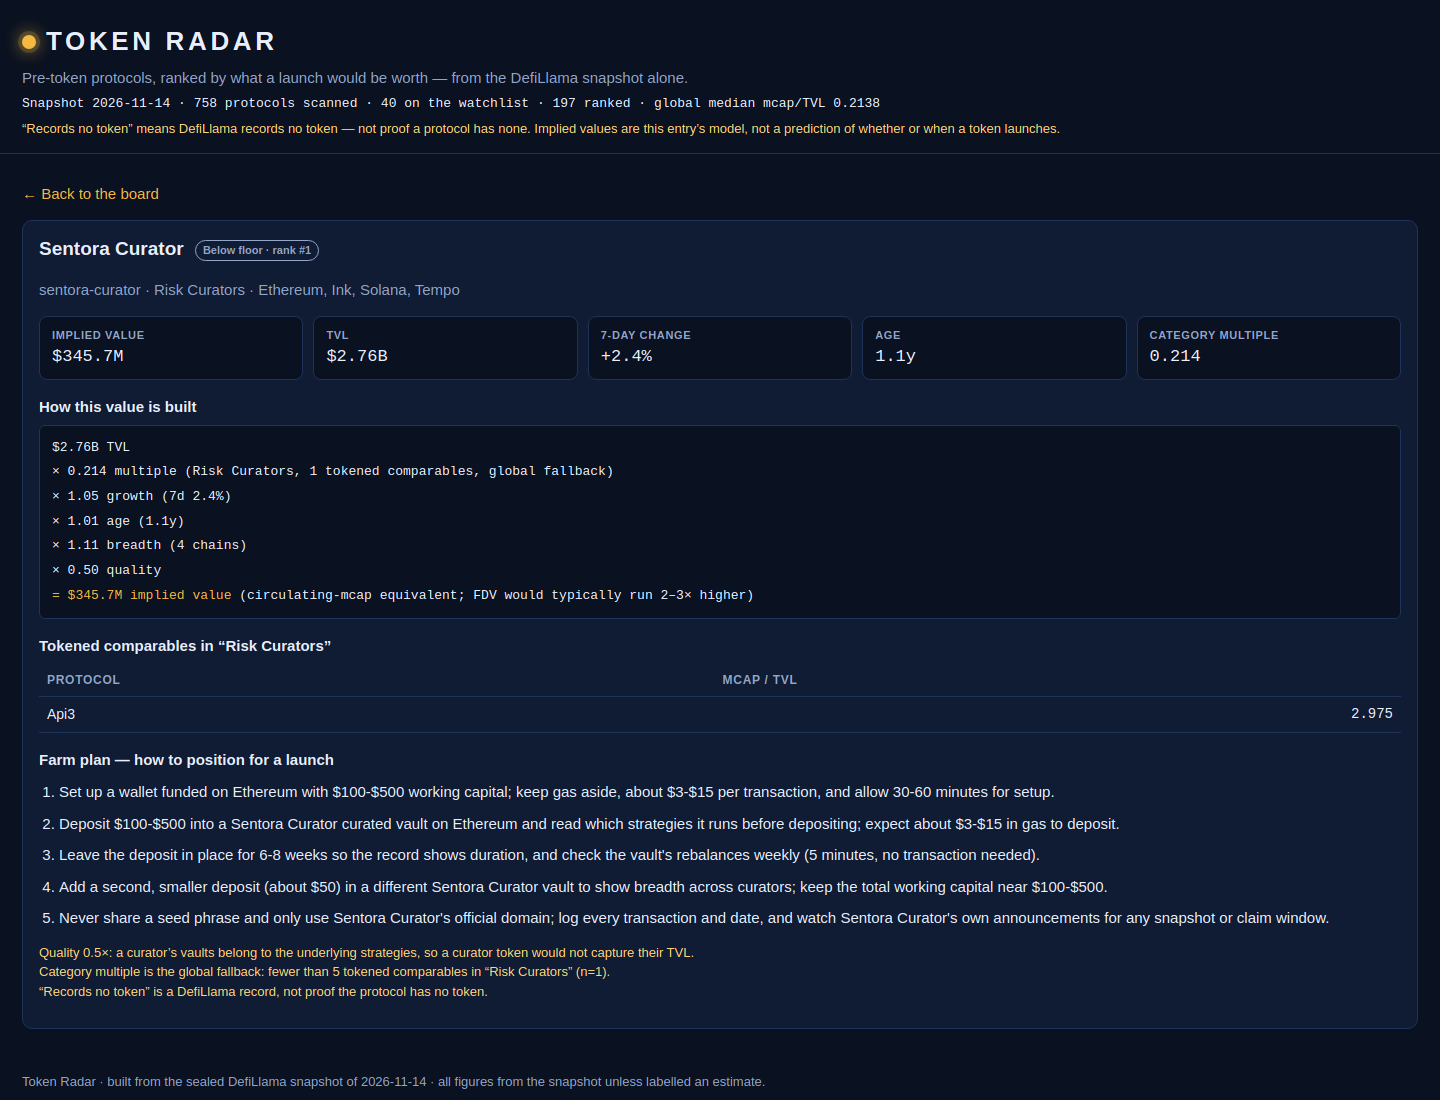 TOKEN RADAR
Pre-token protocols, ranked by what a launch would be worth — from the DefiLlama snapshot alone.
Snapshot 2026-11-14 · 758 protocols scanned · 40 on the watchlist · 197 ranked · global median mcap/TVL 0.2138
“Records no token” means DefiLlama records no token — not proof a protocol has none. Implied values are this entry’s model, not a prediction of whether or when a token launches.
← Back to the board
Sentora Curator Below floor · rank #1
sentora-curator · Risk Curators · Ethereum, Ink, Solana, Tempo
IMPLIED VALUE
$345.7M
TVL
$2.76B
7-DAY CHANGE
+2.4%
AGE
1.1y
CATEGORY MULTIPLE
0.214
How this value is built
$2.76B TVL
× 0.214 multiple (Risk Curators, 1 tokened comparables, global fallback)
× 1.05 growth (7d 2.4%)
× 1.01 age (1.1y)
× 1.11 breadth (4 chains)
× 0.50 quality
= $345.7M implied value (circulating-mcap equivalent; FDV would typically run 2–3× higher)
Tokened comparables in “Risk Curators”
PROTOCOL MCAP / TVL
Api3 2.975
Farm plan — how to position for a launch
1. Set up a wallet funded on Ethereum with $100-$500 working capital; keep gas aside, about $3-$15 per transaction, and allow 30-60 minutes for setup.
2. Deposit $100-$500 into a Sentora Curator curated vault on Ethereum and read which strategies it runs before depositing; expect about $3-$15 in gas to deposit.
3. Leave the deposit in place for 6-8 weeks so the record shows duration, and check the vault's rebalances weekly (5 minutes, no transaction needed).
4. Add a second, smaller deposit (about $50) in a different Sentora Curator vault to show breadth across curators; keep the total working capital near $100-$500.
5. Never share a seed phrase and only use Sentora Curator's official domain; log every transaction and date, and watch Sentora Curator's own announcements for any snapshot or claim window.
Quality 0.5×: a curator’s vaults belong to the underlying strategies, so a curator token would not capture their TVL.
Category multiple is the global fallback: fewer than 5 tokened comparables in “Risk Curators” (n=1).
“Records no token” is a DefiLlama record, not proof the protocol has no token.
Token Radar · built from the sealed DefiLlama snapshot of 2026-11-14 · all figures from the snapshot unless labelled an estimate.